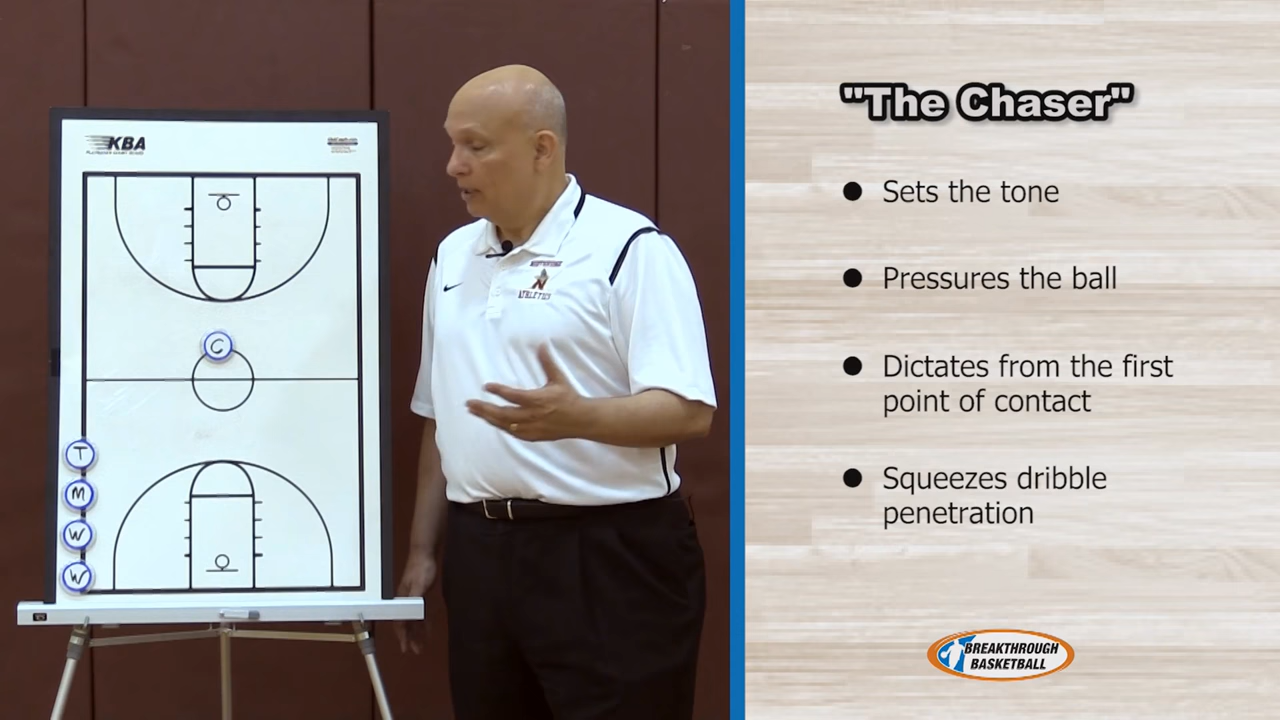 KBA
C
T
M
W
W
ATHLETICS
"The Chaser"
Sets the tone
Pressures the ball
Dictates from the first
point of contact
Squeezes dribble
penetration
BREAKTHROUGH
BASKETBALL